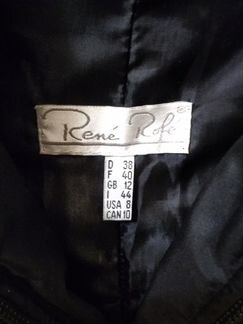 René Rofé
D 38
F 40
GB 12
I 44
USA 8
CAN 10